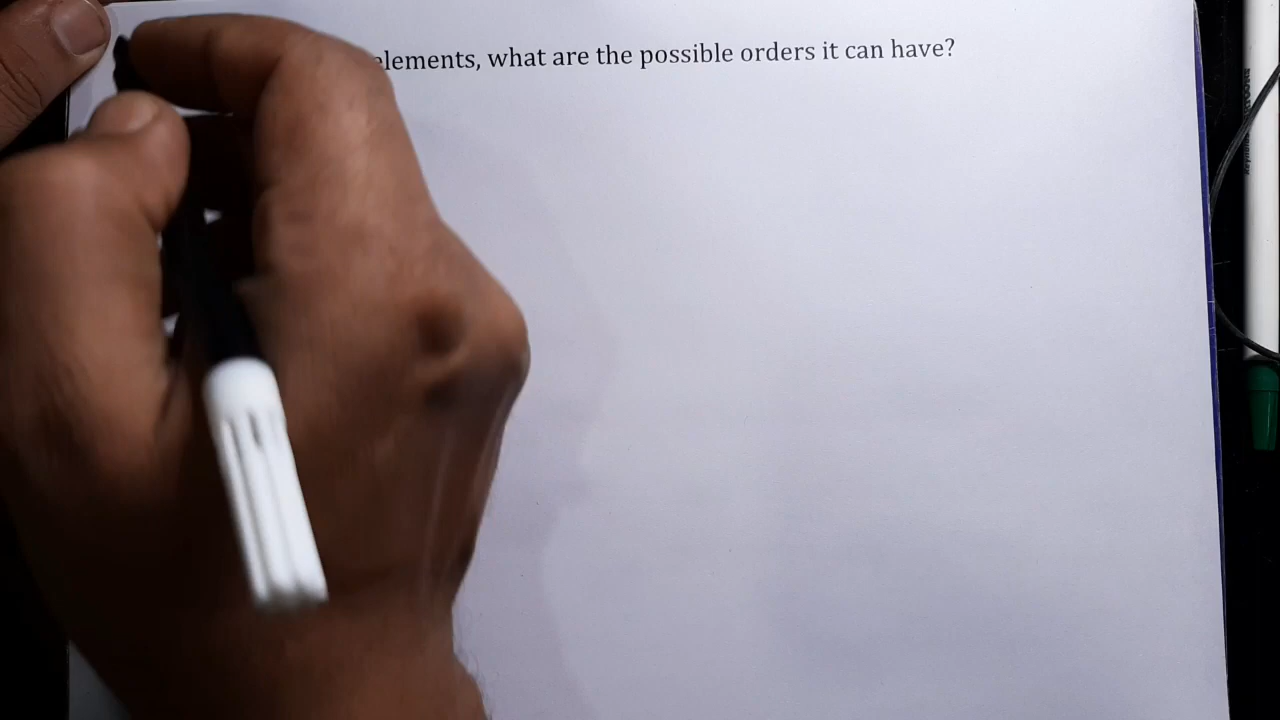 elements, what are the possible orders it can have?